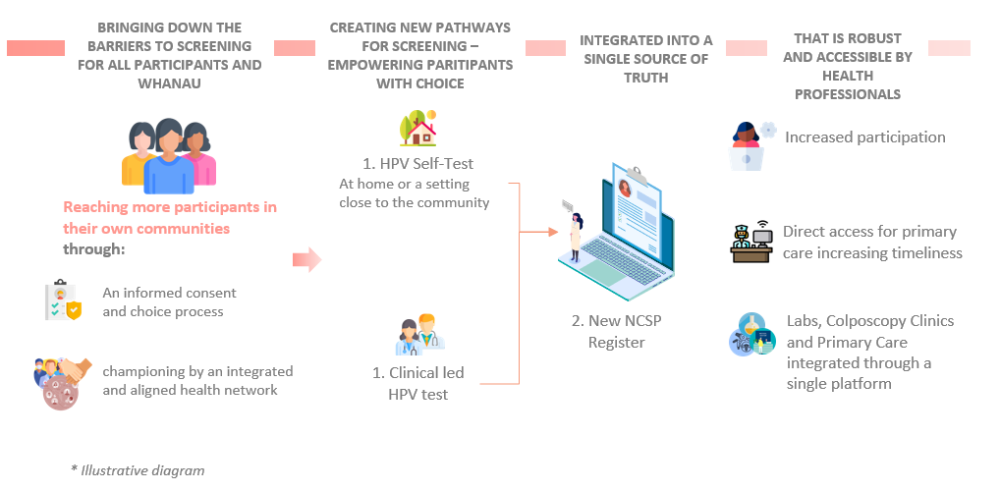 BRINGING DOWN THE
BARRIERS TO SCREENING
FOR ALL PARTICIPANTS AND
WHANAU
CREATING NEW PATHWAYS
FOR SCREENING –
EMPOWERING PARITIPANTS
WITH CHOICE
INTEGRATED INTO A
SINGLE SOURCE OF
TRUTH
THAT IS ROBUST
AND ACCESSIBLE BY
HEALTH
PROFESSIONALS
Reaching more participants in
their own communities
through:
An informed consent
and choice process
championing by an integrated
and aligned health network
1. HPV Self-Test
At home or a setting
close to the community
1. Clinical led
HPV test
2. New NCSP
Register
Increased participation
Direct access for primary
care increasing timeliness
Labs, Colposcopy Clinics
and Primary Care
integrated through a
single platform
* Illustrative diagram